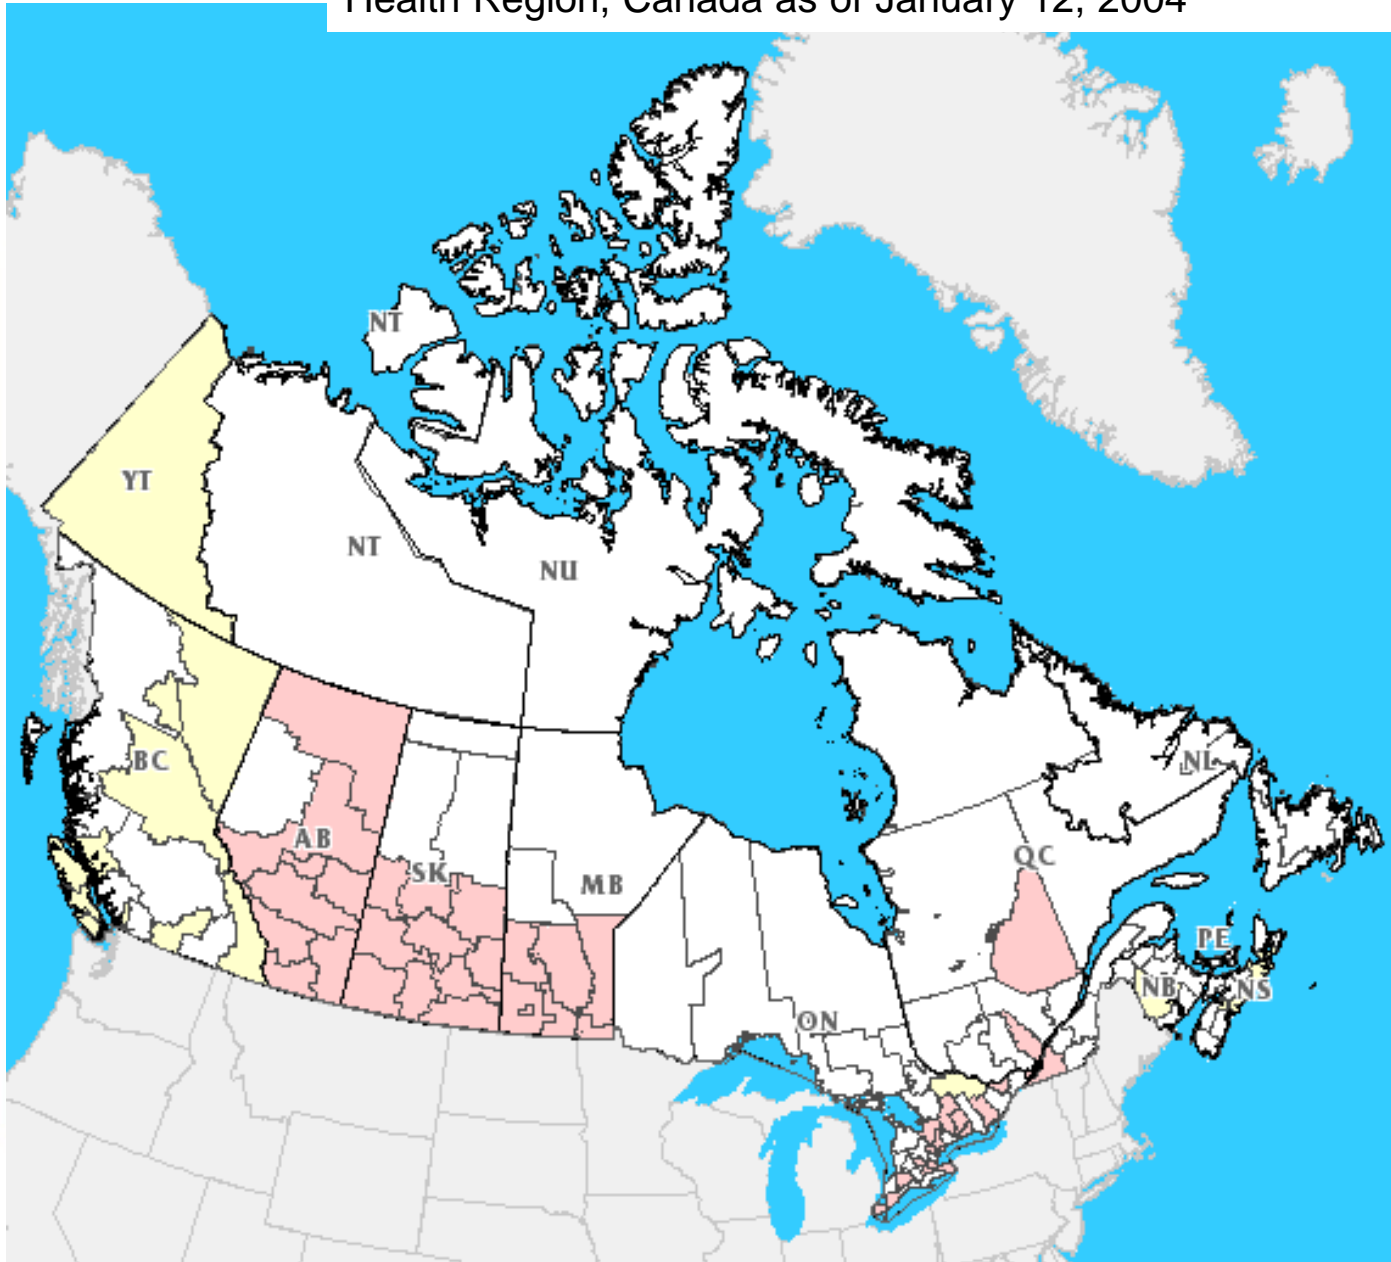 Health Region, Canada as of January 12, 2004
NT
YT
NT
NU
BC
NL
AB
SK
MB
QC
PE
NB
NS
ON